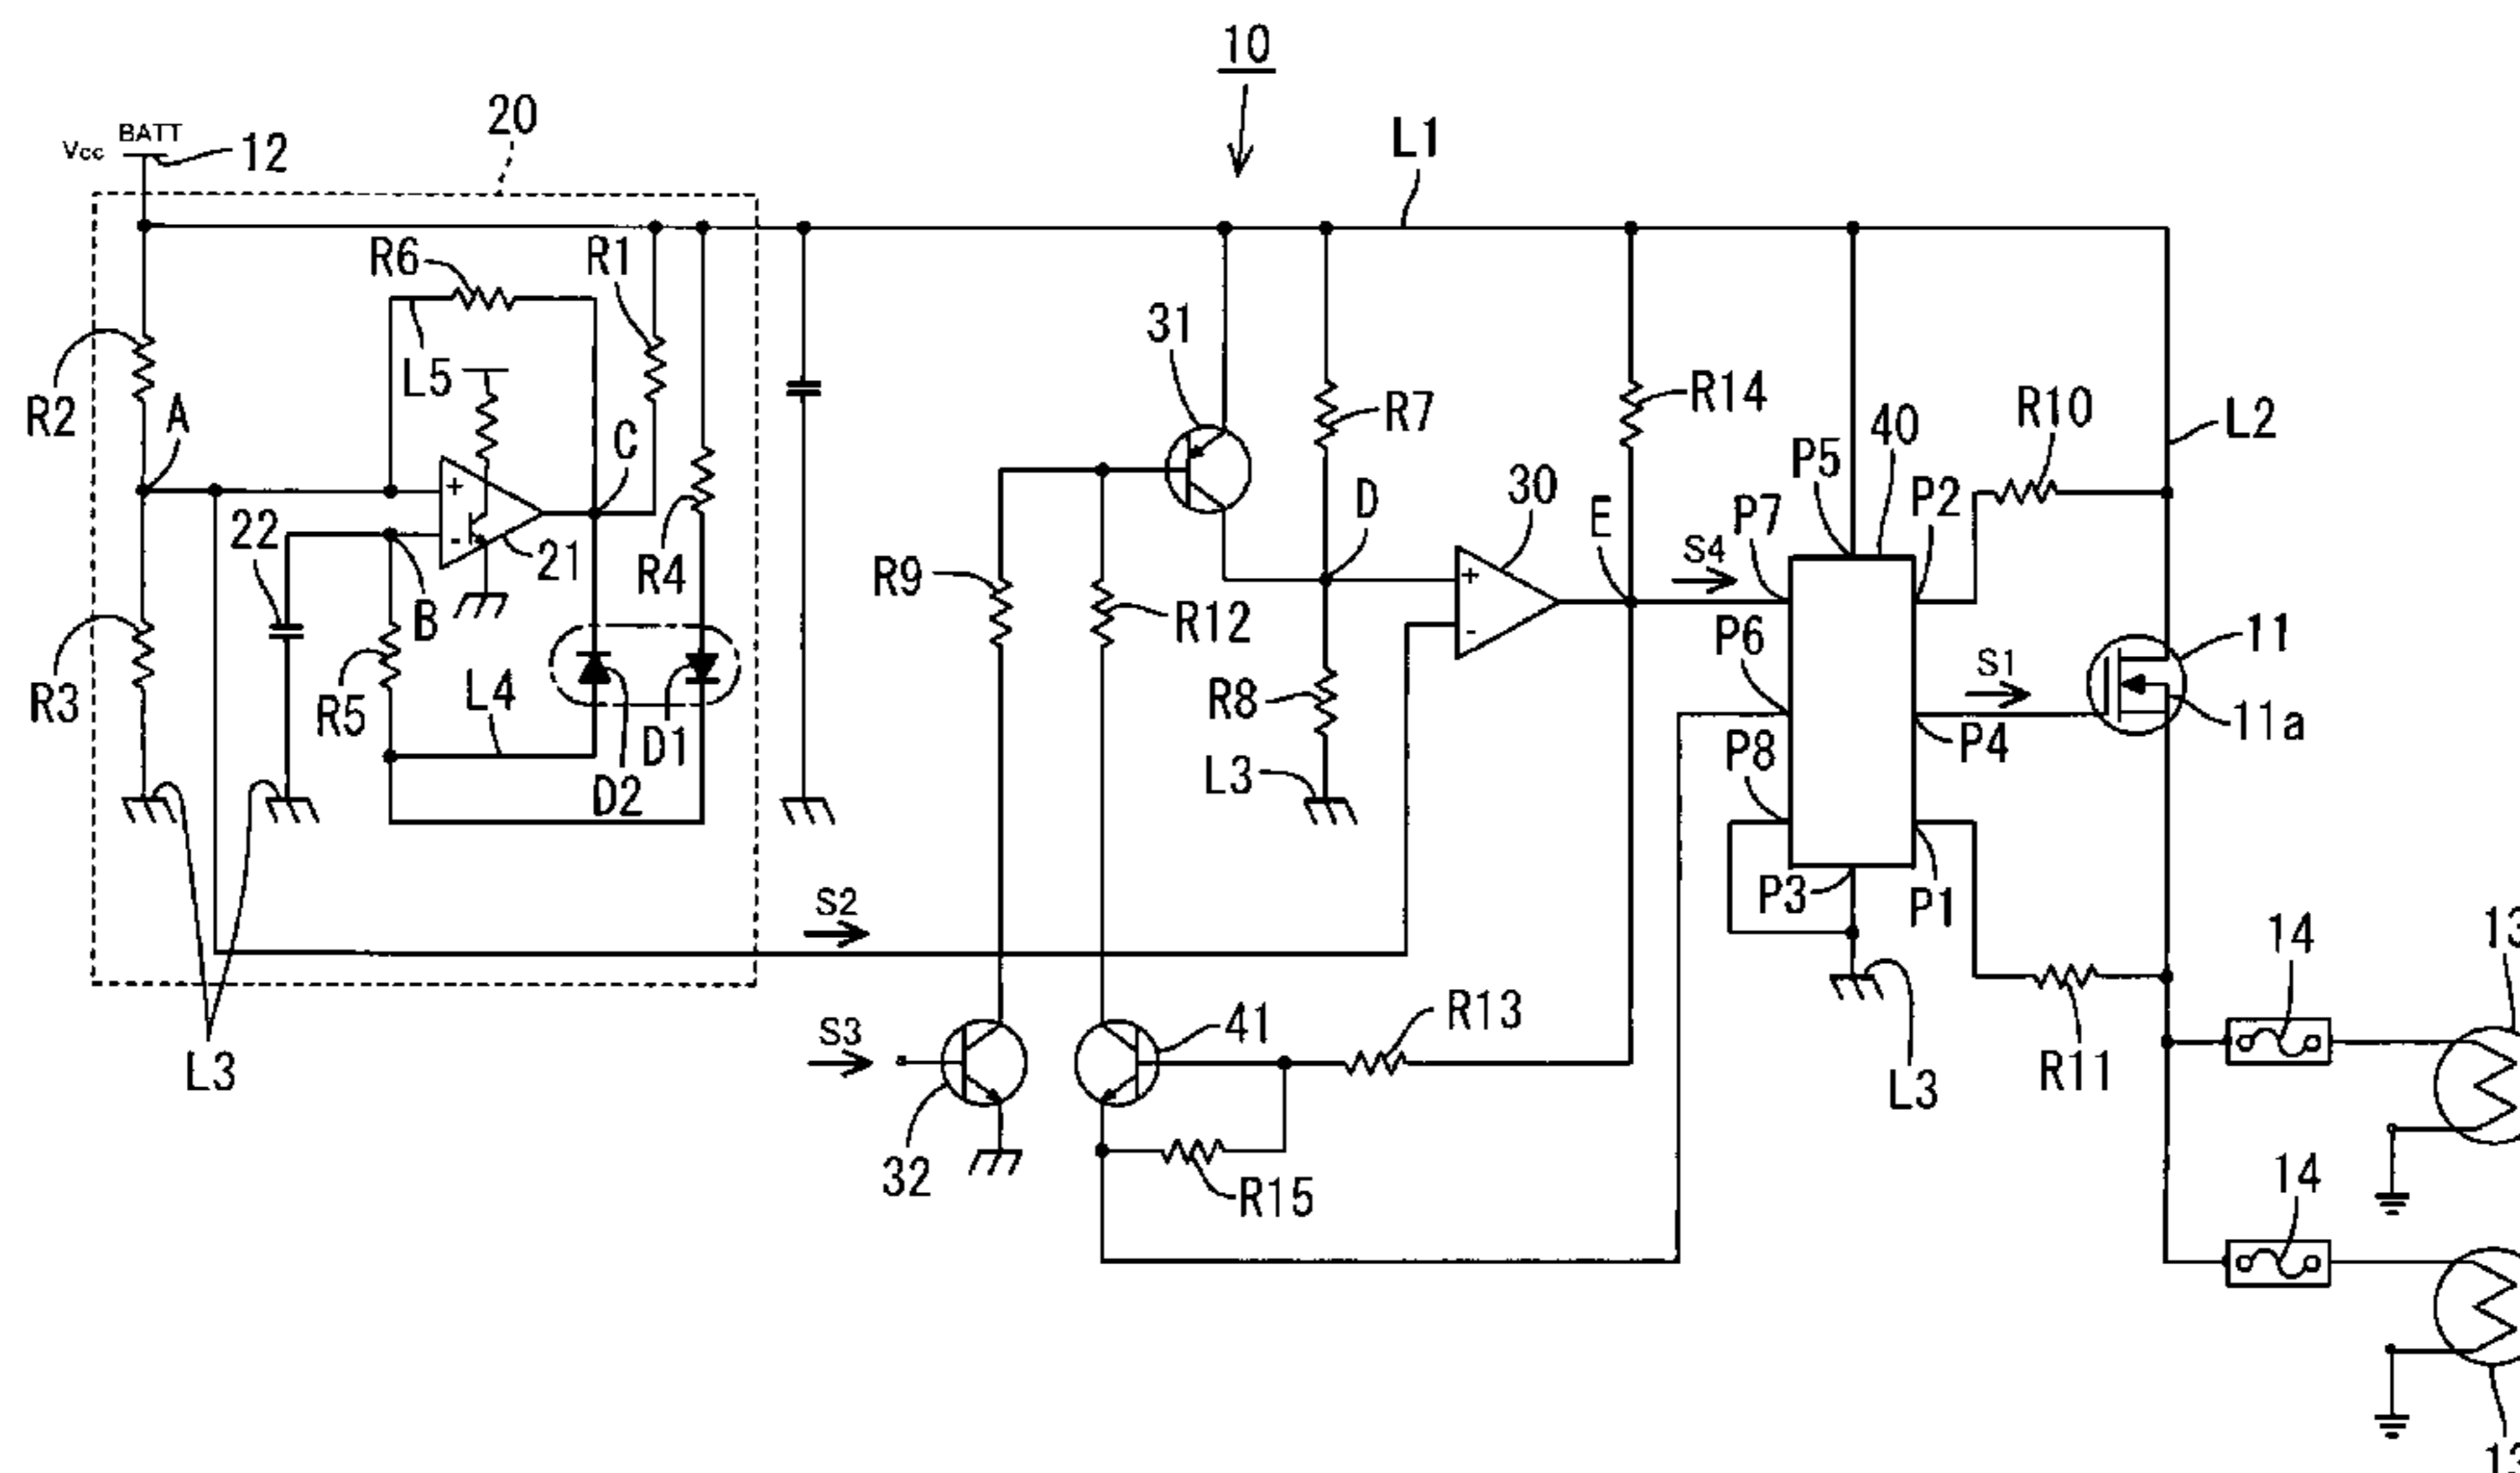 10
20
BATT
Vcc
12
L1
R6
R1
31
L5
R2
A
C
R7
R14
R10
40
L2
P5
22
30
D
E
P7
P2
21
R4
R9
S4
B
R12
P6
11
R3
R5
L4
R8
S1
D1
P8
P4
11a
D2
L3
P3
P1
S2
14
13
S3
41
R13
L3
R11
L3
32
R15
14
13
+
-
+
-